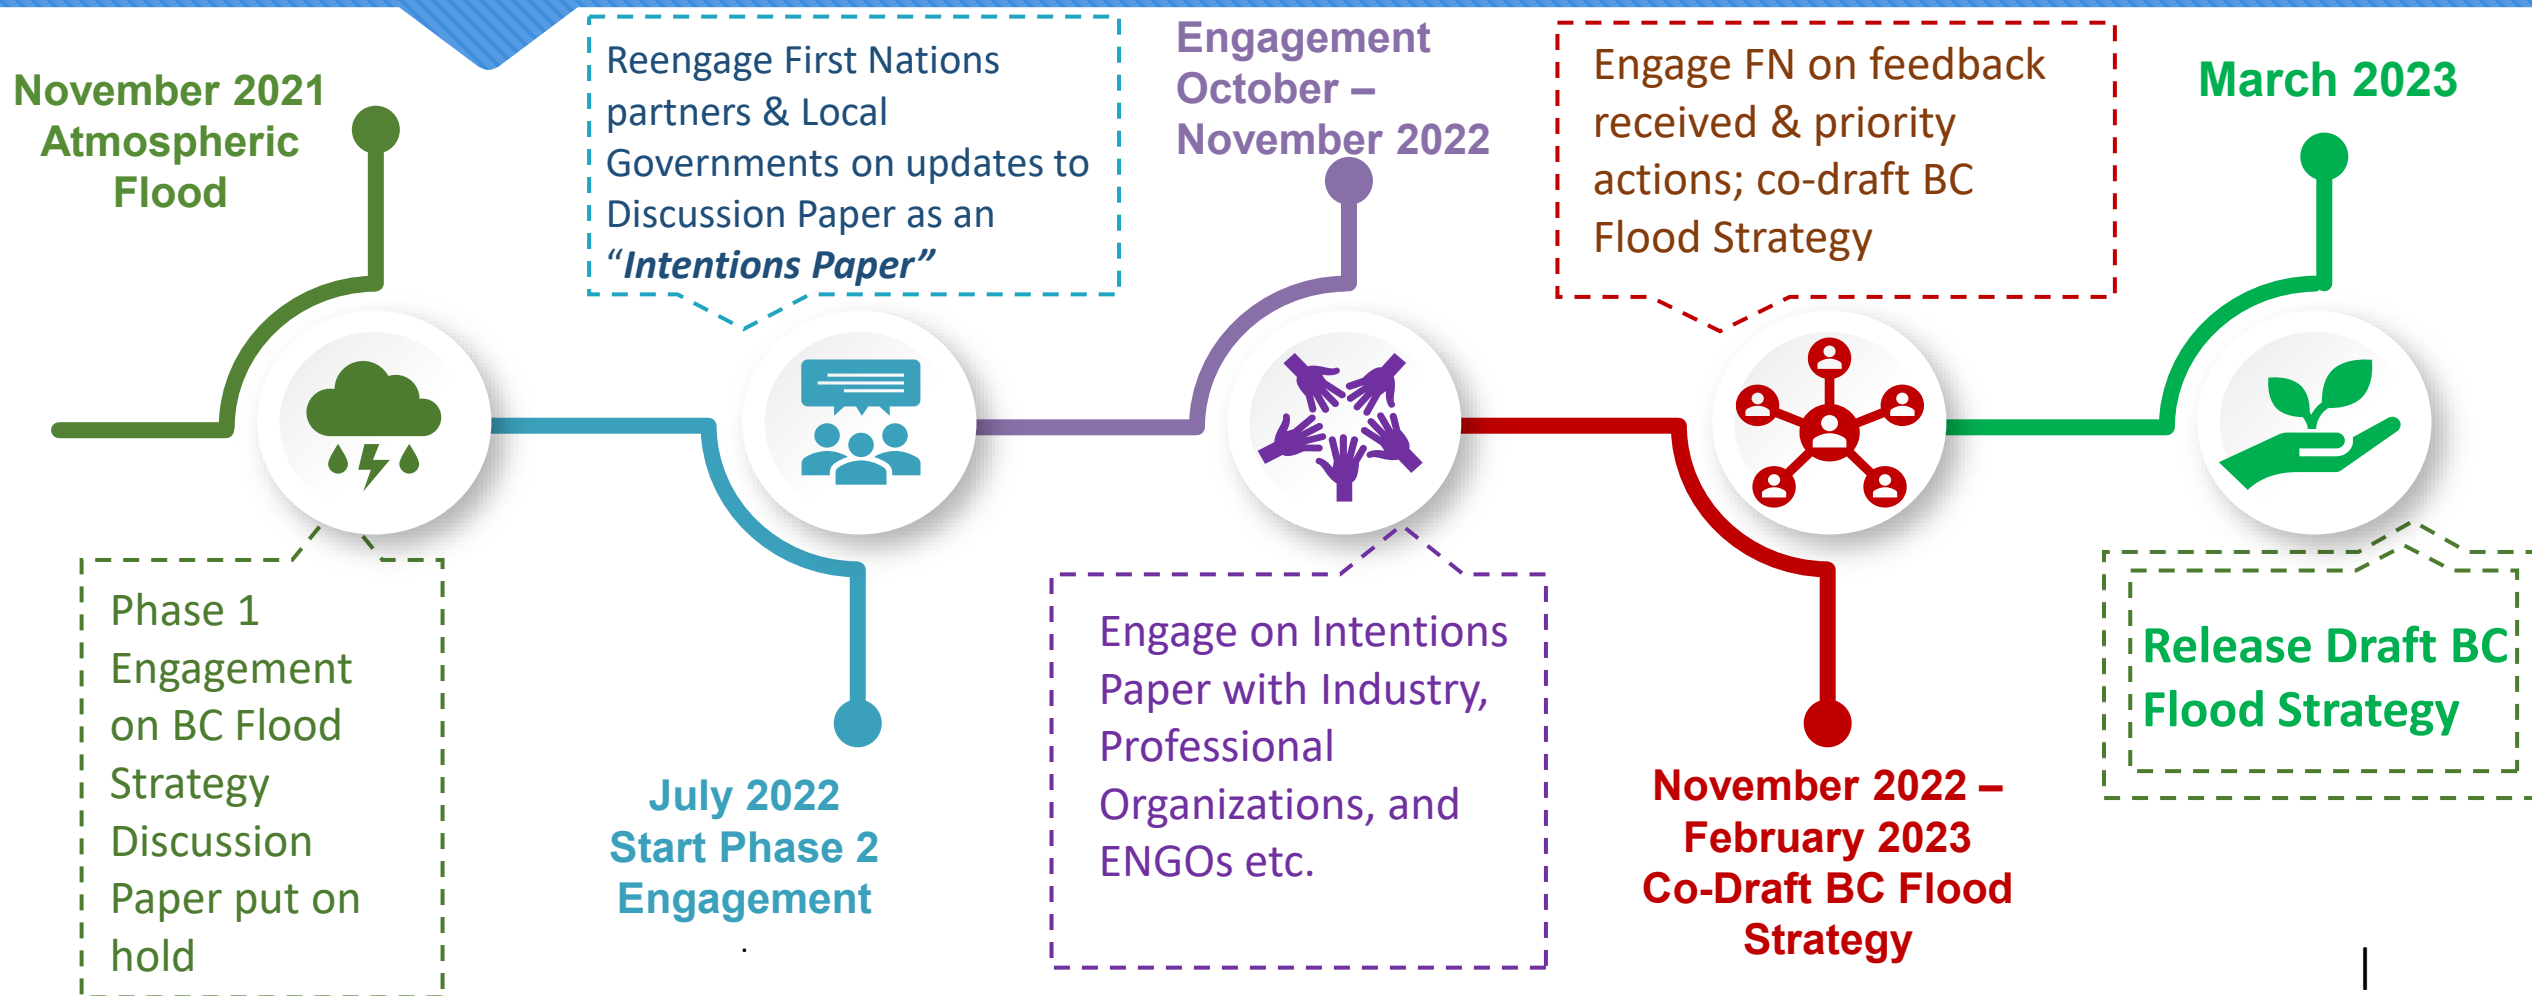 November 2021
Atmospheric
Flood
Phase 1
Engagement
on BC Flood
Strategy
Discussion
Paper put on
hold
Reengage First Nations
partners & Local
Governments on updates to
Discussion Paper as an
“Intentions Paper”
July 2022
Start Phase 2
Engagement
.
Engagement
October –
November 2022
Engage on Intentions
Paper with Industry,
Professional
Organizations, and
ENGOs etc.
Engage FN on feedback
received & priority
actions; co-draft BC
Flood Strategy
November 2022 –
February 2023
Co-Draft BC Flood
Strategy
March 2023
Release Draft BC
Flood Strategy